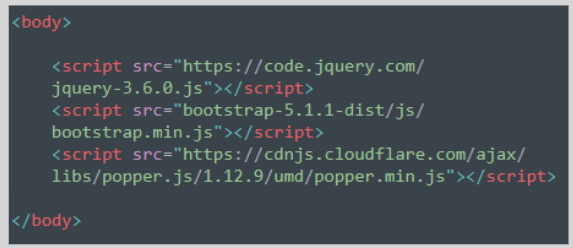 <body>
<script src="https://code.jquery.com/
jquery-3.6.0.js"></script>
<script src="bootstrap-5.1.1-dist/js/
bootstrap.min.js"></script>
<script src="https://cdnjs.cloudflare.com/ajax/
libs/popper.js/1.12.9/umd/popper.min.js"></script>
</body>